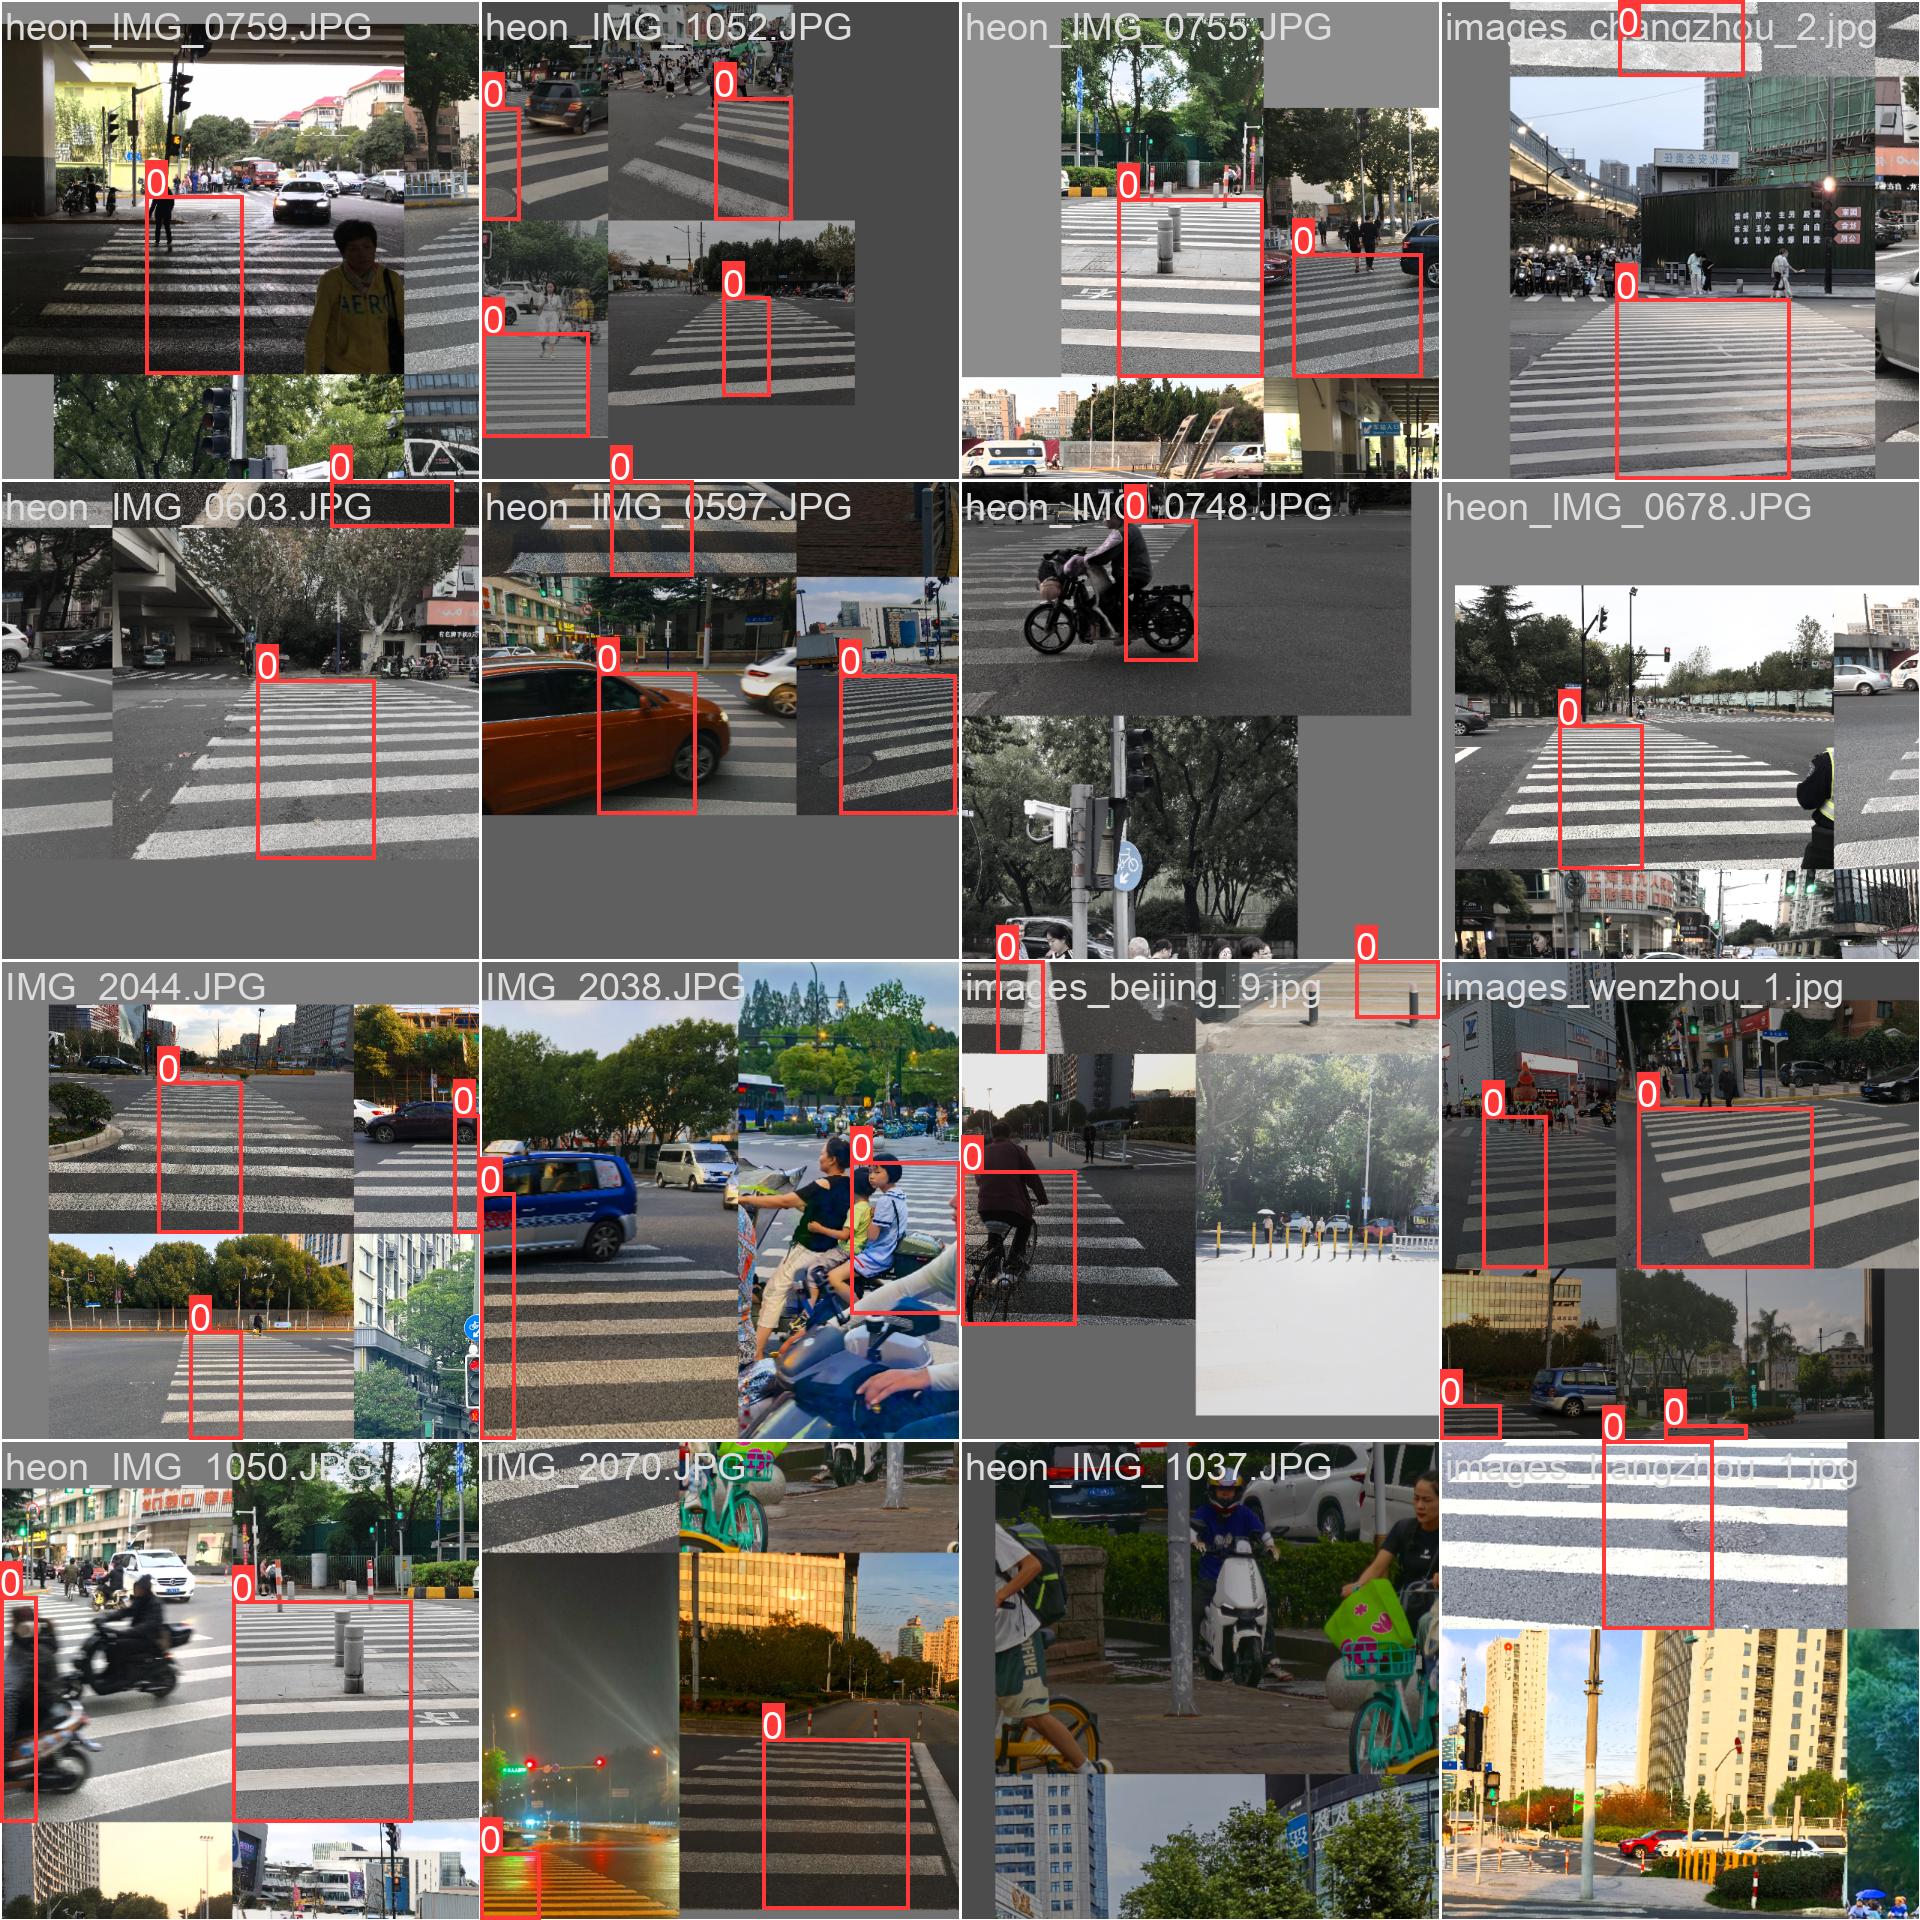 heon_IMG_0759.JPG
heon_IMG_1052.JPG
heon_IMG_0755.JPG
images_changzhou_2.jpg
0
0
0
0
0
0
0
0
0
0
AERO
heon_IMG_0603.JPG
heon_IMG_0597.JPG
heon_IMG_0748.JPG
heon_IMG_0678.JPG
0
0
0
0
0
0
0
IMG_2044.JPG
IMG_2038.JPG
images_beijing_9.jpg
images_wenzhou_1.jpg
0
0
0
0
0
0
0
0
0
0
0
0
heon_IMG_1050.JPG
IMG_2070.JPG
heon_IMG_1037.JPG
images_hangzhou_1.jpg
0
0
0
0
0